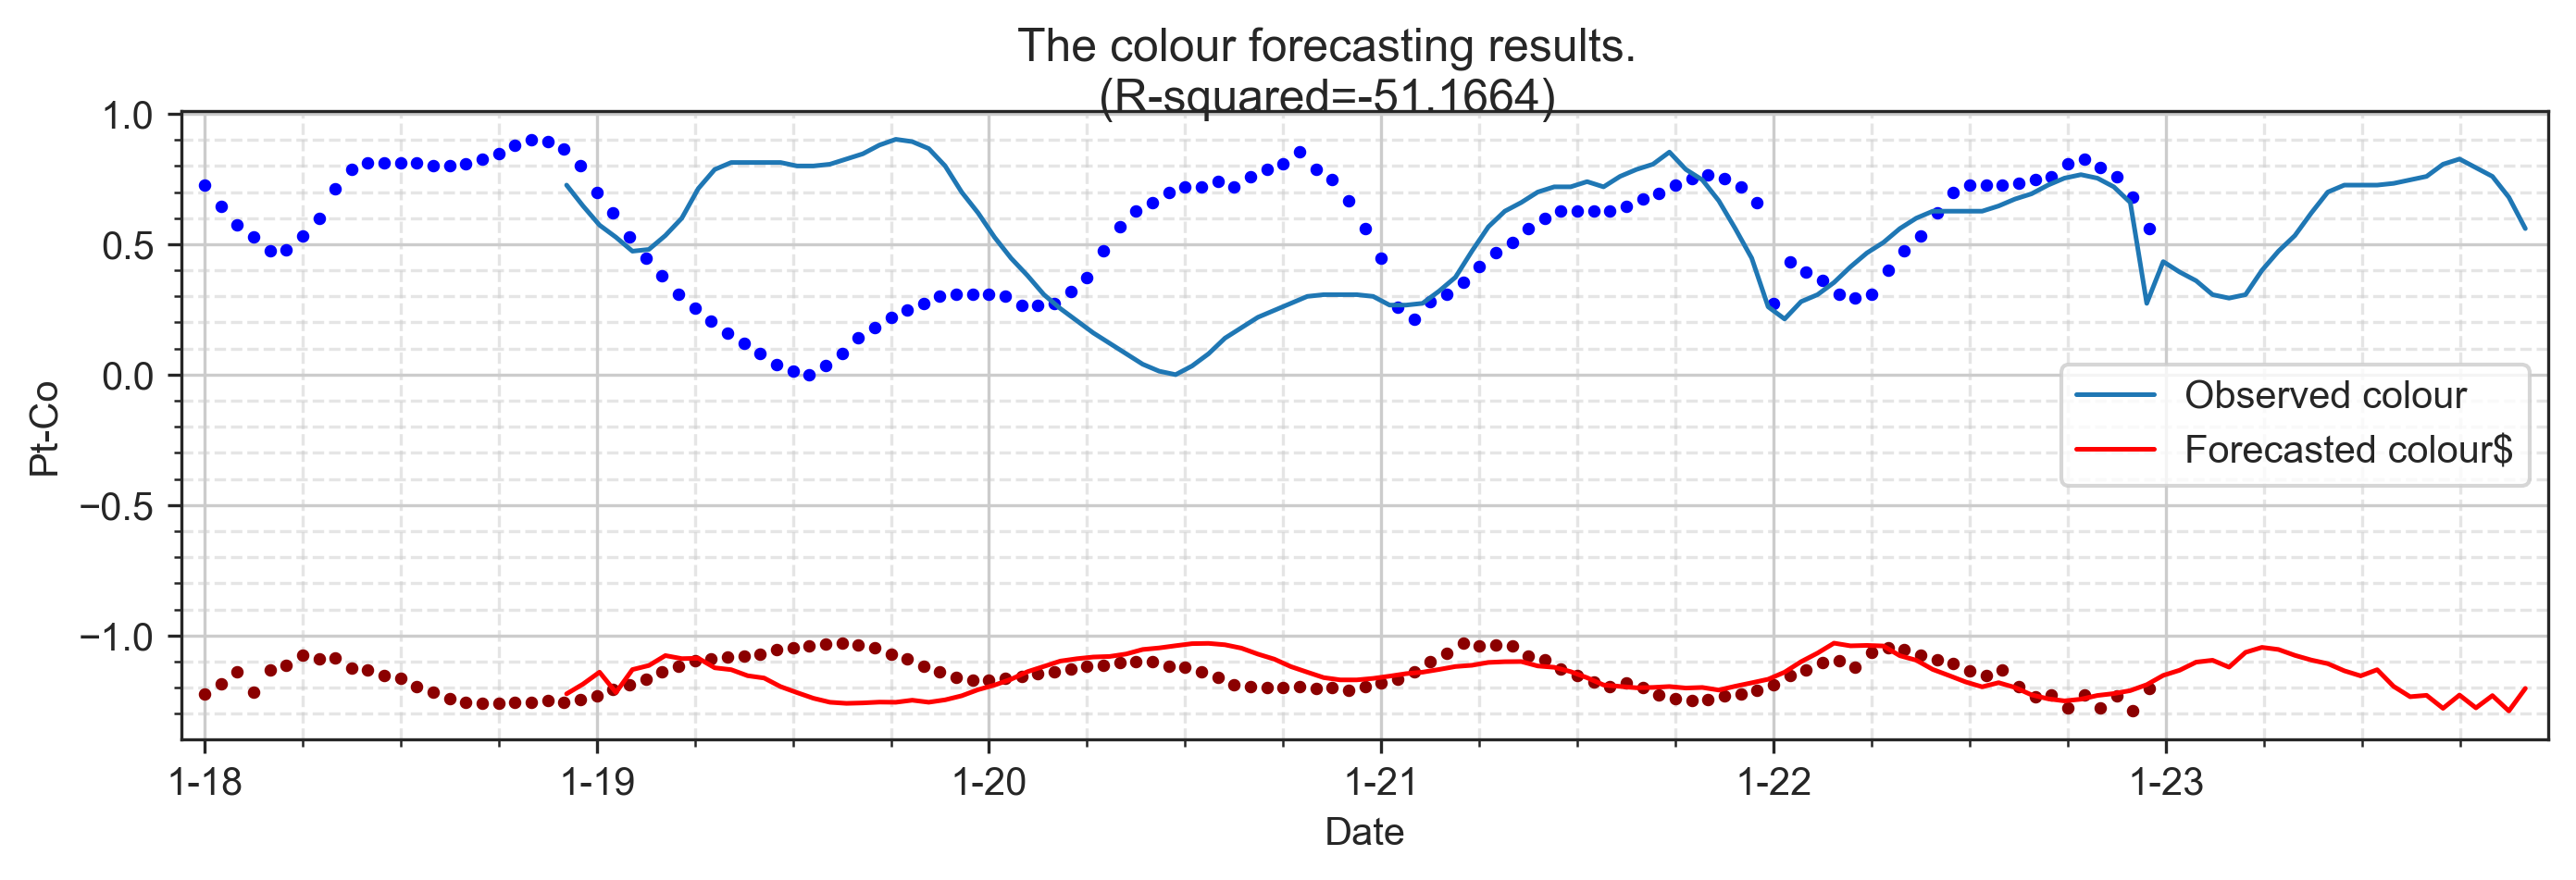 The colour forecasting results.
(R-squared=-51.1664)
1.0
0.5
0.0
−0.5
−1.0
Pt-Co
Observed colour
Forecasted colour$
1-18 1-19 1-20 1-21 1-22 1-23
Date